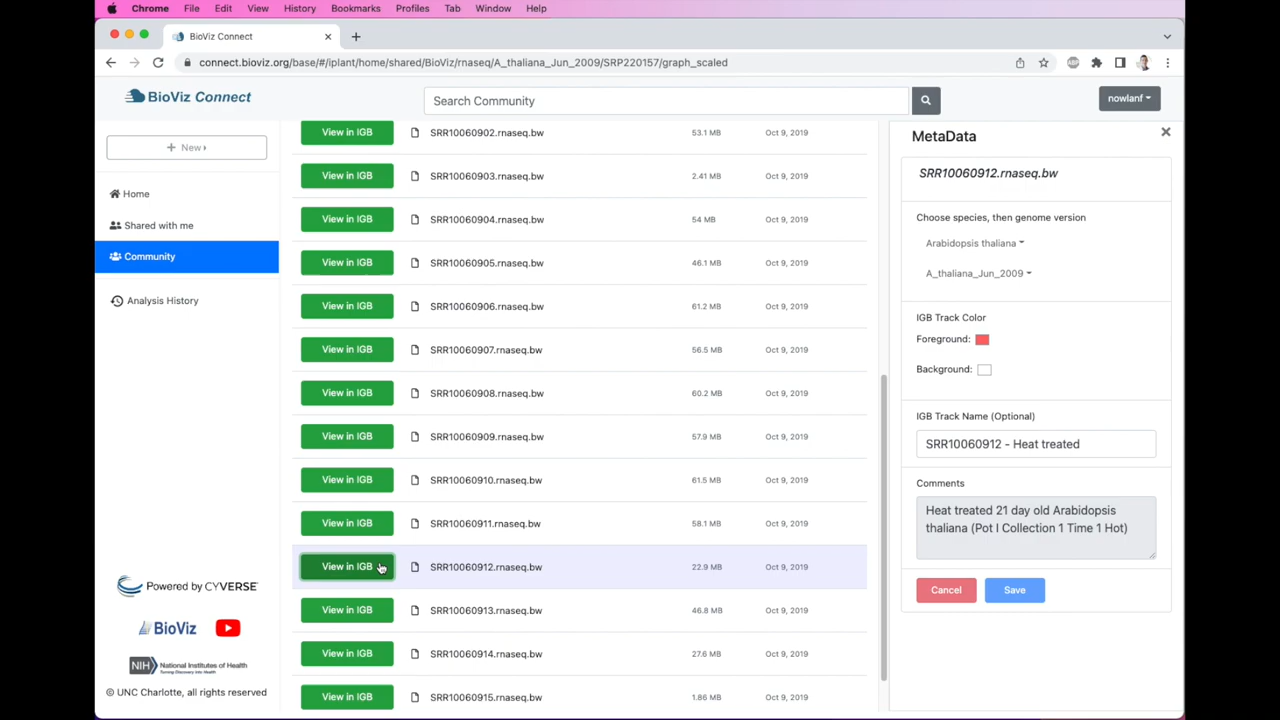 Chrome File Edit View History Bookmarks Profiles Tab Window Help
BioViz Connect
connect.bioviz.org/base/#/iplant/home/shared/BioViz/rnaseq/A_thaliana_Jun_2009/SRP220157/graph_scaled
BioViz Connect
Search Community
nowlanf
New
Home
Shared with me
Community
Analysis History
Powered by CYVERSE
BioViz
NIH National Institutes of Health
Turning Discovery Into Health
© UNC Charlotte, all rights reserved
View in IGB SRR10060902.rnaseq.bw 53.1 MB Oct 9, 2019
View in IGB SRR10060903.rnaseq.bw 2.41 MB Oct 9, 2019
View in IGB SRR10060904.rnaseq.bw 54 MB Oct 9, 2019
View in IGB SRR10060905.rnaseq.bw 46.1 MB Oct 9, 2019
View in IGB SRR10060906.rnaseq.bw 61.2 MB Oct 9, 2019
View in IGB SRR10060907.rnaseq.bw 56.5 MB Oct 9, 2019
View in IGB SRR10060908.rnaseq.bw 60.2 MB Oct 9, 2019
View in IGB SRR10060909.rnaseq.bw 57.9 MB Oct 9, 2019
View in IGB SRR10060910.rnaseq.bw 61.5 MB Oct 9, 2019
View in IGB SRR10060911.rnaseq.bw 58.1 MB Oct 9, 2019
View in IGB SRR10060912.rnaseq.bw 22.9 MB Oct 9, 2019
View in IGB SRR10060913.rnaseq.bw 46.8 MB Oct 9, 2019
View in IGB SRR10060914.rnaseq.bw 27.6 MB Oct 9, 2019
View in IGB SRR10060915.rnaseq.bw 1.86 MB Oct 9, 2019
MetaData
SRR10060912.rnaseq.bw
Choose species, then genome version
Arabidopsis thaliana
A_thaliana_Jun_2009
IGB Track Color
Foreground:
Background:
IGB Track Name (Optional)
SRR10060912 - Heat treated
Comments
Heat treated 21 day old Arabidopsis
thaliana (Pot I Collection 1 Time 1 Hot)
Cancel Save